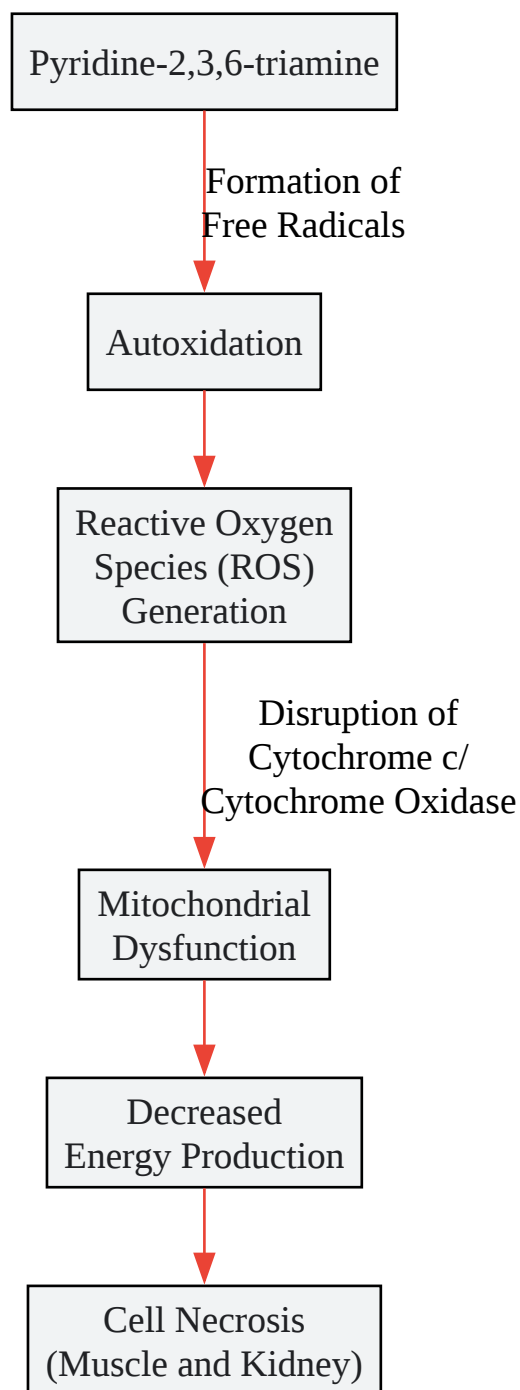 Pyridine-2,3,6-triamine
Formation of
Free Radicals
Autoxidation
Reactive Oxygen
Species (ROS)
Generation
Disruption of
Cytochrome c/
Cytochrome Oxidase
Mitochondrial
Dysfunction
Decreased
Energy Production
Cell Necrosis
(Muscle and Kidney)